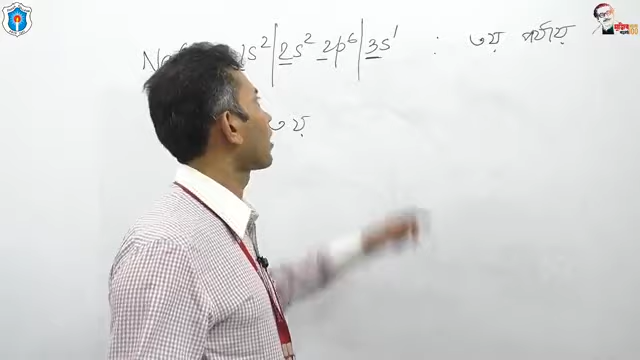 Na 1s² | 2s² 2p⁶ | 3s¹ : ৩য় পর্যায়
৩য়